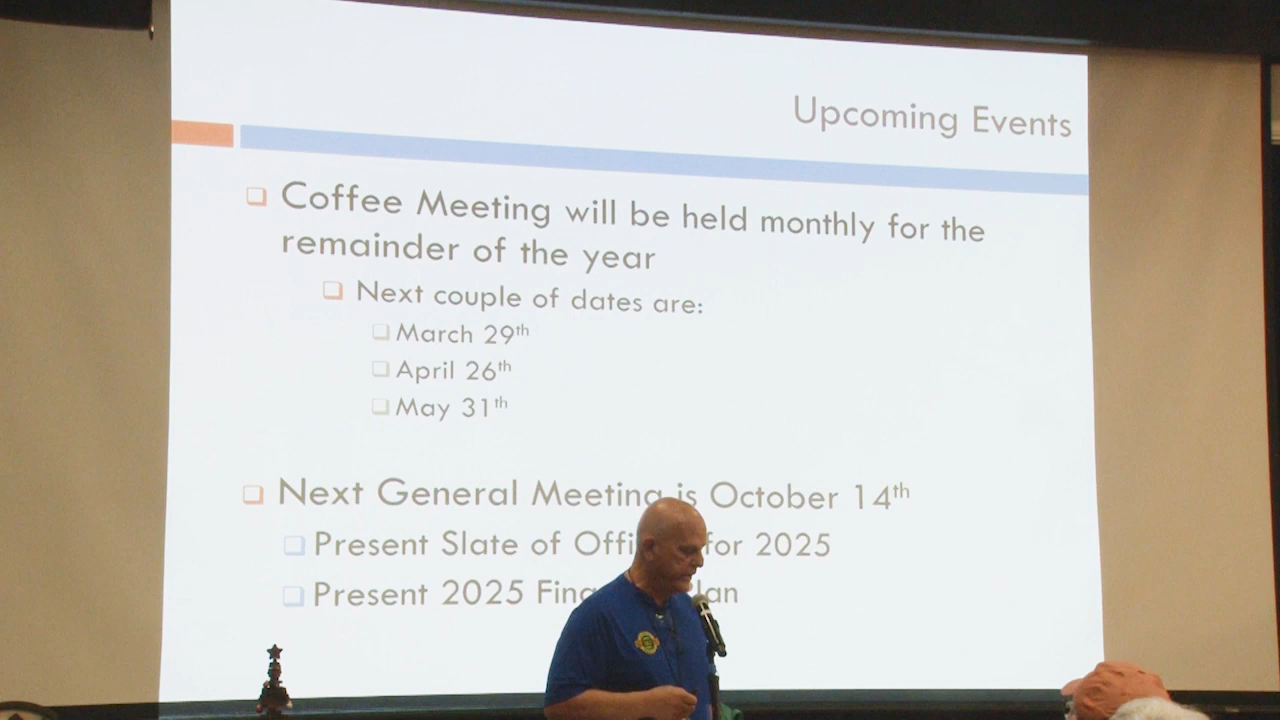 Upcoming Events
Coffee Meeting will be held monthly for the
remainder of the year
Next couple of dates are:
March 29th
April 26th
May 31th
Next General Meeting is October 14th
Present Slate of for 2025
Present 2025